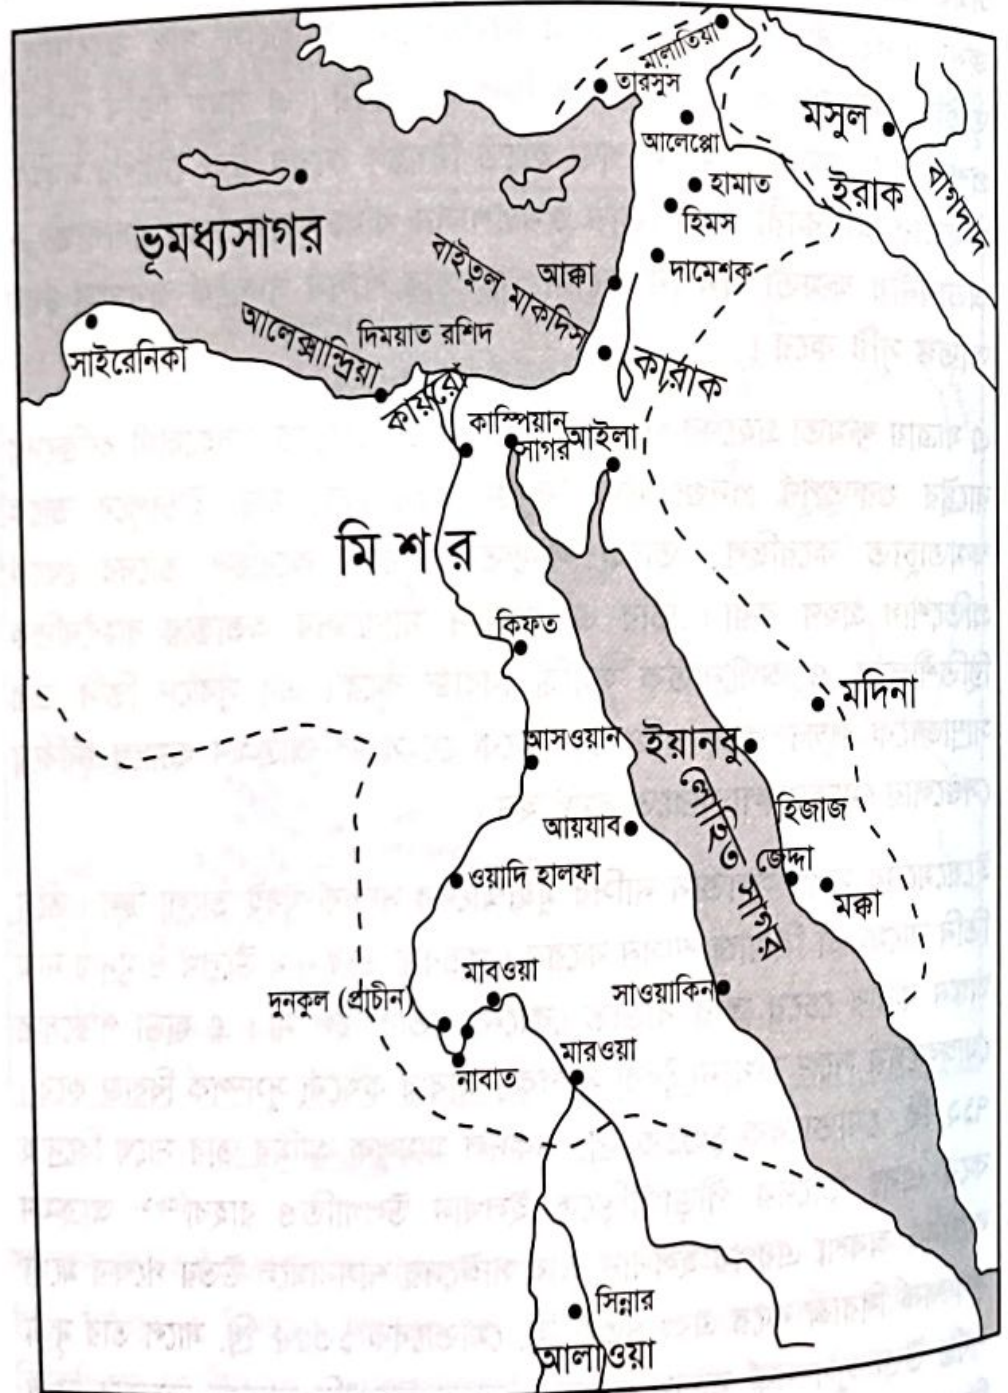 মালাতিয়া
তারসুস
আলেপ্পো
মসুল
হামাত
ইরাক
বাগদাদ
হিমস
ভূমধ্যসাগর
বাইতুল মাকদিস
আক্কা
দামেশক
আলেক্সান্দ্রিয়া
দিময়াত রশিদ
সাইরেনিকা
কারাক
কায়রো
কাস্পিয়ান
সাগর
আইলা
মিশর
কিফত
মদিনা
আসওয়ান
ইয়ানবু
লোহিত সাগর
হিজাজ
আয়যাব
জেদ্দা
ওয়াদি হালফা
মক্কা
মাবওয়া
সাওয়াকিন
দুনকুল (প্রাচীন)
মারওয়া
নাবাত
সিন্নার
আলাওয়া